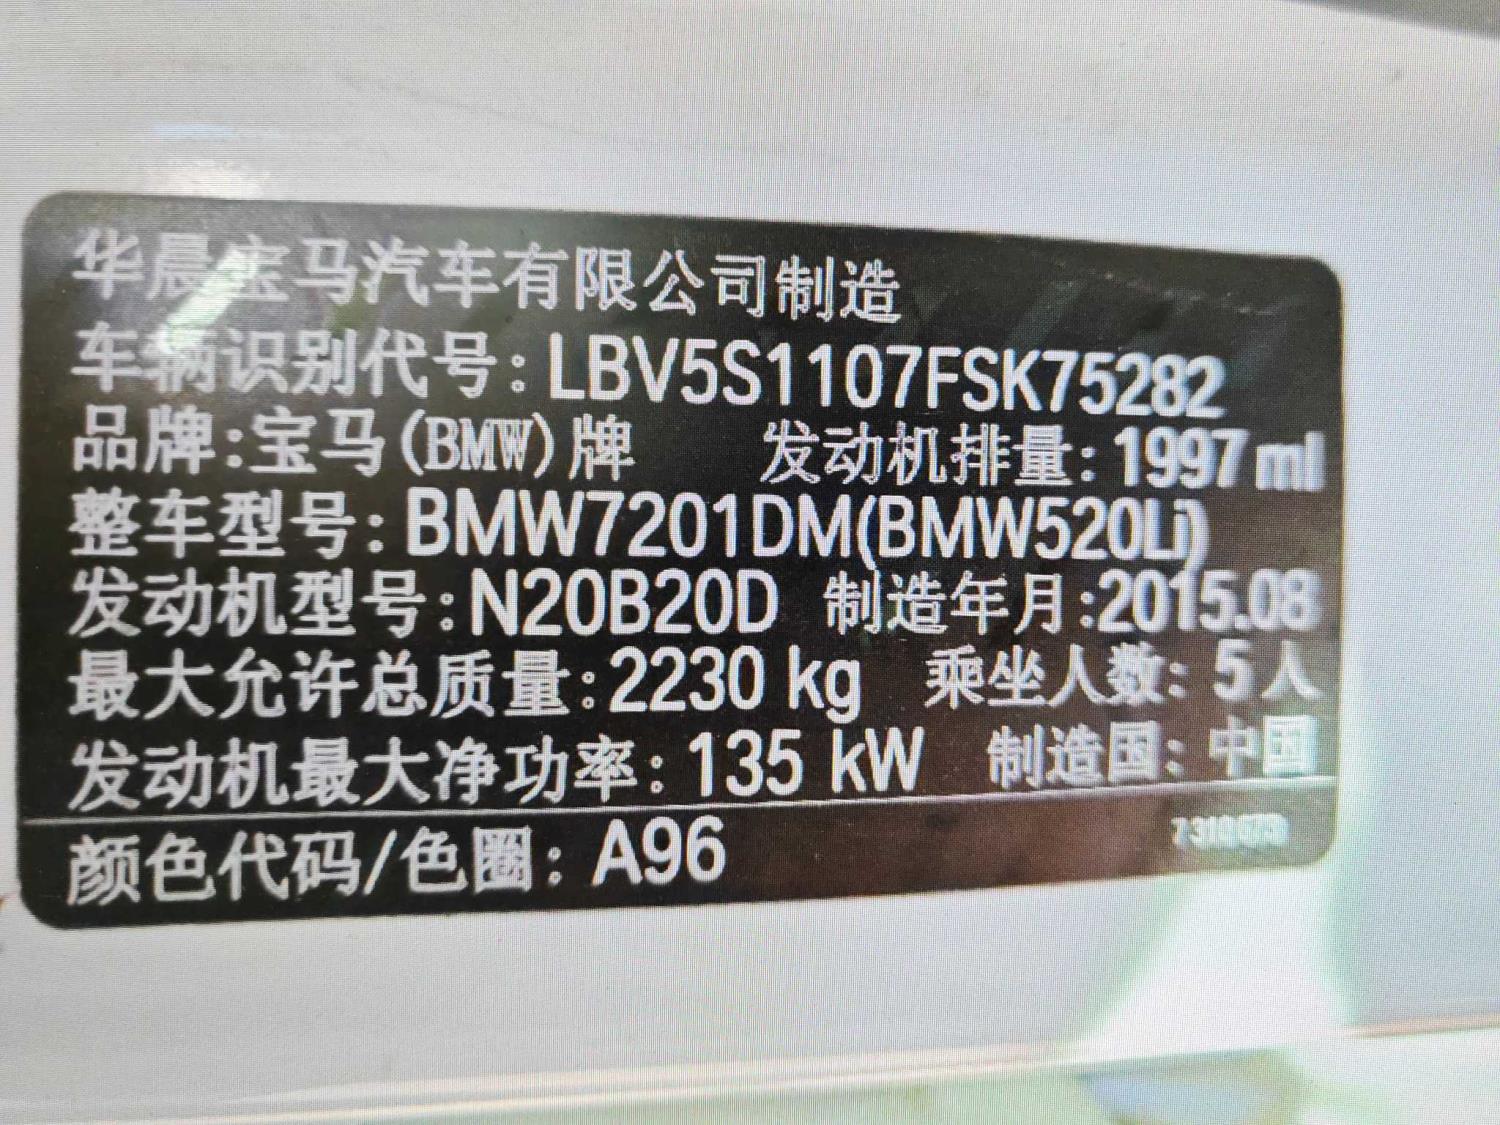 华晨宝马汽车有限公司制造
车辆识别代号:LBV5S1107FSK75282
品牌:宝马(BMW)牌 发动机排量:1997ml
整车型号:BMW7201DM(BMW520Li)
发动机型号:N20B20D 制造年月:2015.08
最大允许总质量:2230 kg 乘坐人数: 5人
发动机最大净功率:135 kW 制造国: 中国
颜色代码/色圈: A96